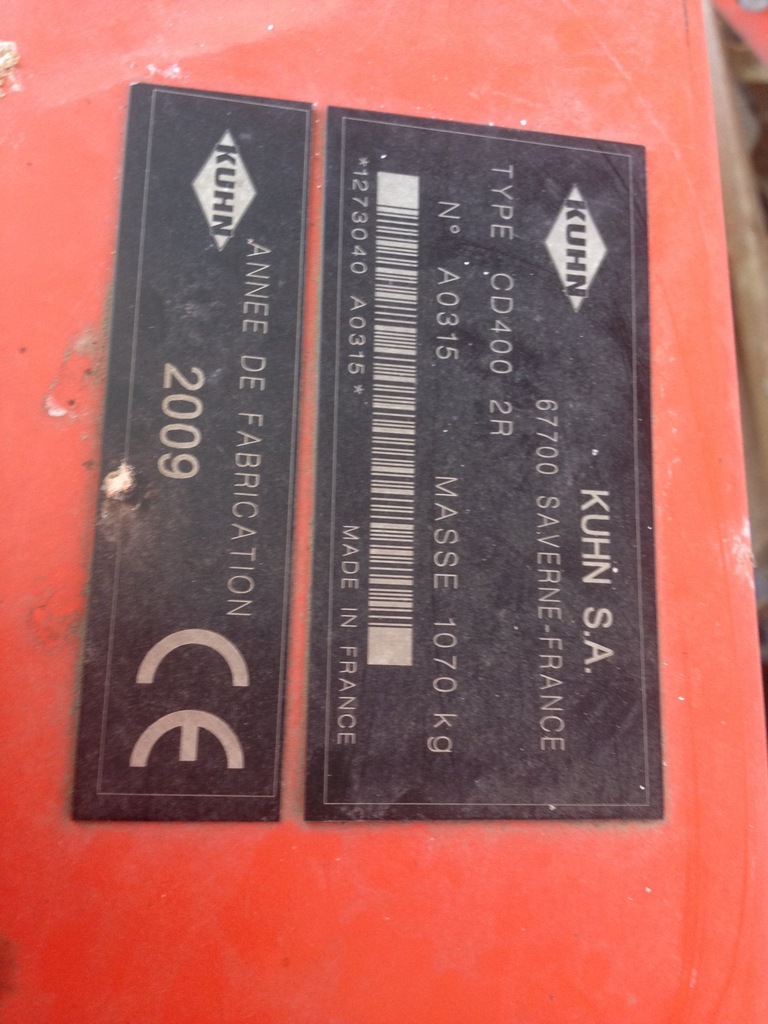 KUHN
KUHN S.A.
67700 SAVERNE-FRANCE
TYPE CD400 2R
N° A0315 MASSE 1070 kg
*1273040 A0315*
MADE IN FRANCE
KUHN
ANNEE DE FABRICATION
2009
CE